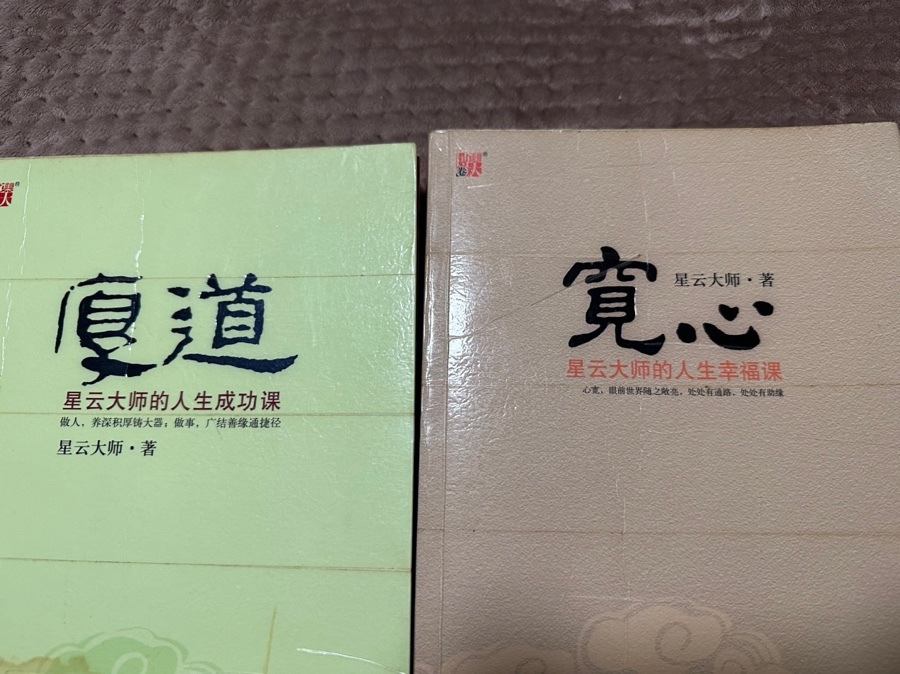 厚道
星云大师的人生成功课
做人，养深积厚铸大器；做事，广结善缘通捷径
星云大师·著
寬心
星云大师·著
星云大师的人生幸福课
心宽，眼前世界随之敞亮，处处有通路，处处有助缘